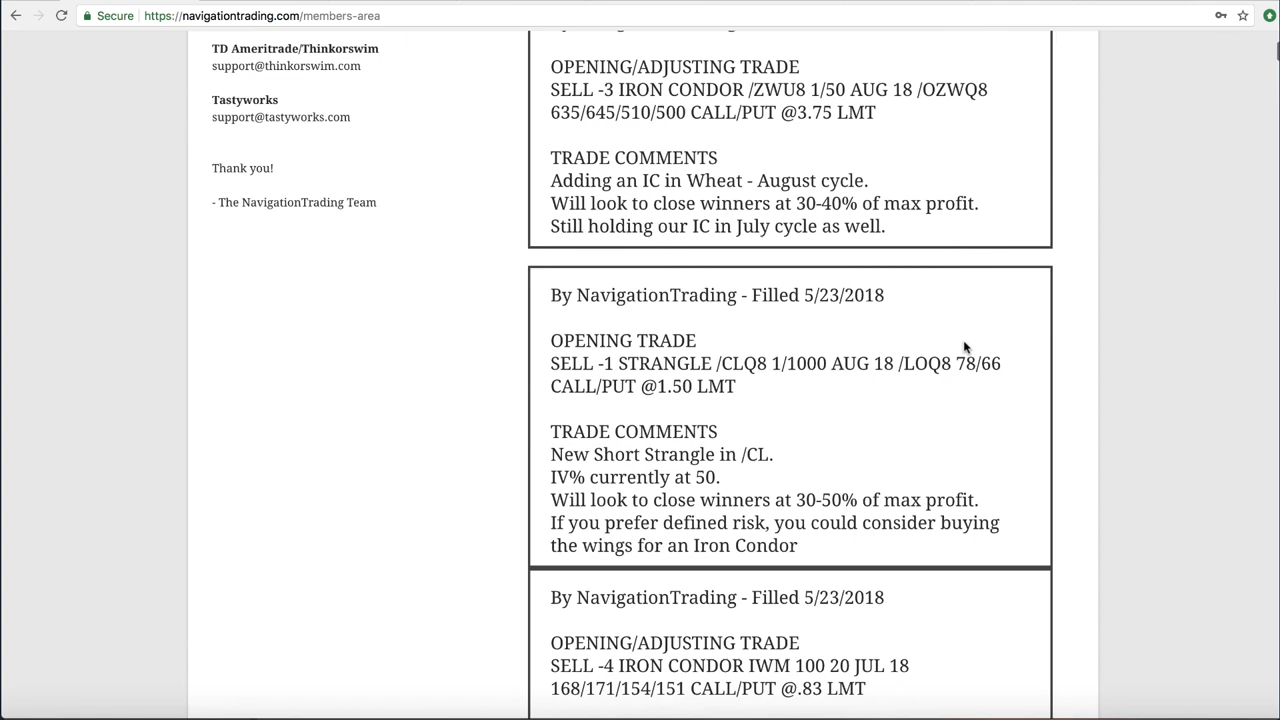 Secure https://navigationtrading.com/members-area
TD Ameritrade/Thinkorswim
support@thinkorswim.com
Tastyworks
support@tastyworks.com
Thank you!
- The NavigationTrading Team
OPENING/ADJUSTING TRADE
SELL -3 IRON CONDOR /ZWU8 1/50 AUG 18 /OZWQ8
635/645/510/500 CALL/PUT @3.75 LMT
TRADE COMMENTS
Adding an IC in Wheat - August cycle.
Will look to close winners at 30-40% of max profit.
Still holding our IC in July cycle as well.
By NavigationTrading - Filled 5/23/2018
OPENING TRADE
SELL -1 STRANGLE /CLQ8 1/1000 AUG 18 /LOQ8 78/66
CALL/PUT @1.50 LMT
TRADE COMMENTS
New Short Strangle in /CL.
IV% currently at 50.
Will look to close winners at 30-50% of max profit.
If you prefer defined risk, you could consider buying
the wings for an Iron Condor
By NavigationTrading - Filled 5/23/2018
OPENING/ADJUSTING TRADE
SELL -4 IRON CONDOR IWM 100 20 JUL 18
168/171/154/151 CALL/PUT @.83 LMT